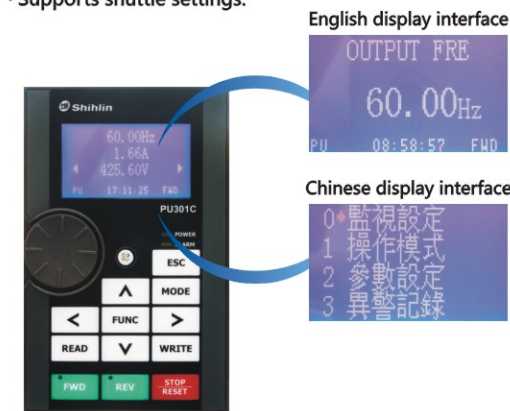 Supports shuttle settings.
English display interface
OUTPUT FRE
60.00Hz
PU 08:58:57 FWD
Shihlin
60.00Hz
1.66A
425.60V
PU 17:11:25 FWD
PU301C
POWER
ALARM
ESC
MODE
FUNC
READ
WRITE
FWD
REV
STOP
RESET
Chinese display interface
0 監視設定
1 操作模式
2 參數設定
3 異警記錄